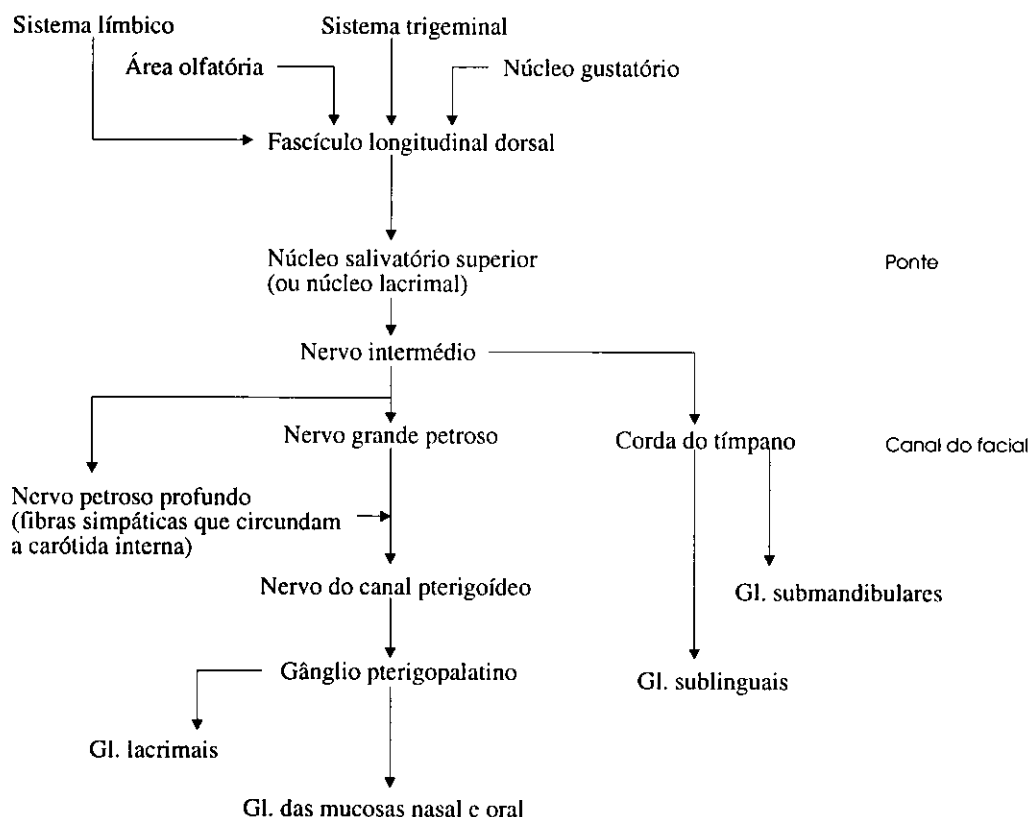 Sistema límbico
Sistema trigeminal
Área olfatória
Núcleo gustatório
Fascículo longitudinal dorsal
Núcleo salivatório superior
(ou núcleo lacrimal)
Ponte
Nervo intermédio
Nervo grande petroso
Corda do tímpano
Canal do facial
Nervo petroso profundo
(fibras simpáticas que circundam
a carótida interna)
Nervo do canal pterigoídeo
Gl. submandibulares
Gânglio pterigopalatino
Gl. sublinguais
Gl. lacrimais
Gl. das mucosas nasal e oral